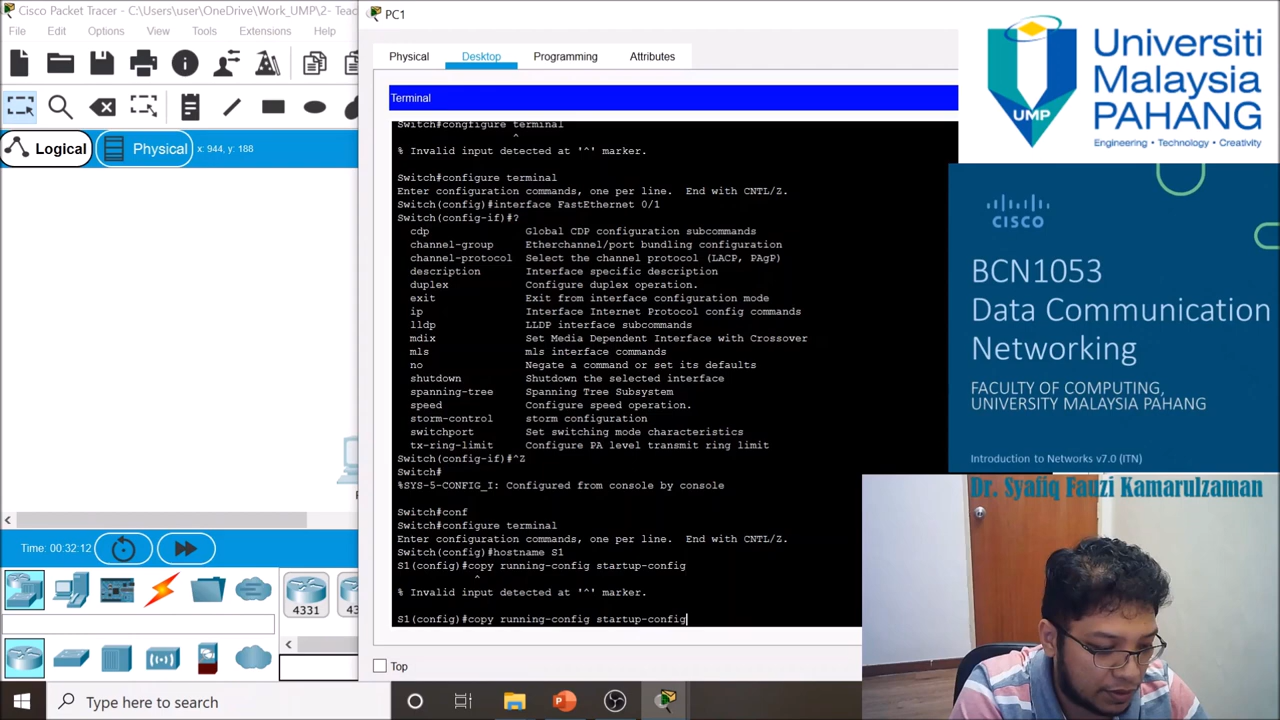 Cisco Packet Tracer - C:\Users\user\OneDrive\Work_UMP\2- Teac
File Edit Options View Tools Extensions Help
Logical
Physical
x: 944, y: 188
Time: 00:32:12
4331
43
PC1
Physical Desktop Programming Attributes
Terminal
Switch#congfigure terminal
^
% Invalid input detected at '^' marker.
Switch#configure terminal
Enter configuration commands, one per line. End with CNTL/Z.
Switch(config)#interface FastEthernet 0/1
Switch(config-if)#?
cdp Global CDP configuration subcommands
channel-group Etherchannel/port bundling configuration
channel-protocol Select the channel protocol (LACP, PAgP)
description Interface specific description
duplex Configure duplex operation.
exit Exit from interface configuration mode
ip Interface Internet Protocol config commands
lldp LLDP interface subcommands
mdix Set Media Dependent Interface with Crossover
mls mls interface commands
no Negate a command or set its defaults
shutdown Shutdown the selected interface
spanning-tree Spanning Tree Subsystem
speed Configure speed operation.
storm-control storm configuration
switchport Set switching mode characteristics
tx-ring-limit Configure PA level transmit ring limit
Switch(config-if)#^Z
Switch#
%SYS-5-CONFIG_I: Configured from console by console
Switch#conf
Switch#configure terminal
Enter configuration commands, one per line. End with CNTL/Z.
Switch(config)#hostname S1
S1(config)#copy running-config startup-config
^
% Invalid input detected at '^' marker.
S1(config)#copy running-config startup-config
Top
Type here to search
UMP
Universiti
Malaysia
PAHANG
Engineering • Technology • Creativity
CISCO
BCN1053
Data Communication
Networking
FACULTY OF COMPUTING,
UNIVERSITY MALAYSIA PAHANG
Introduction to Networks v7.0 (ITN)
Dr. Syafiq Fauzi Kamarulzaman